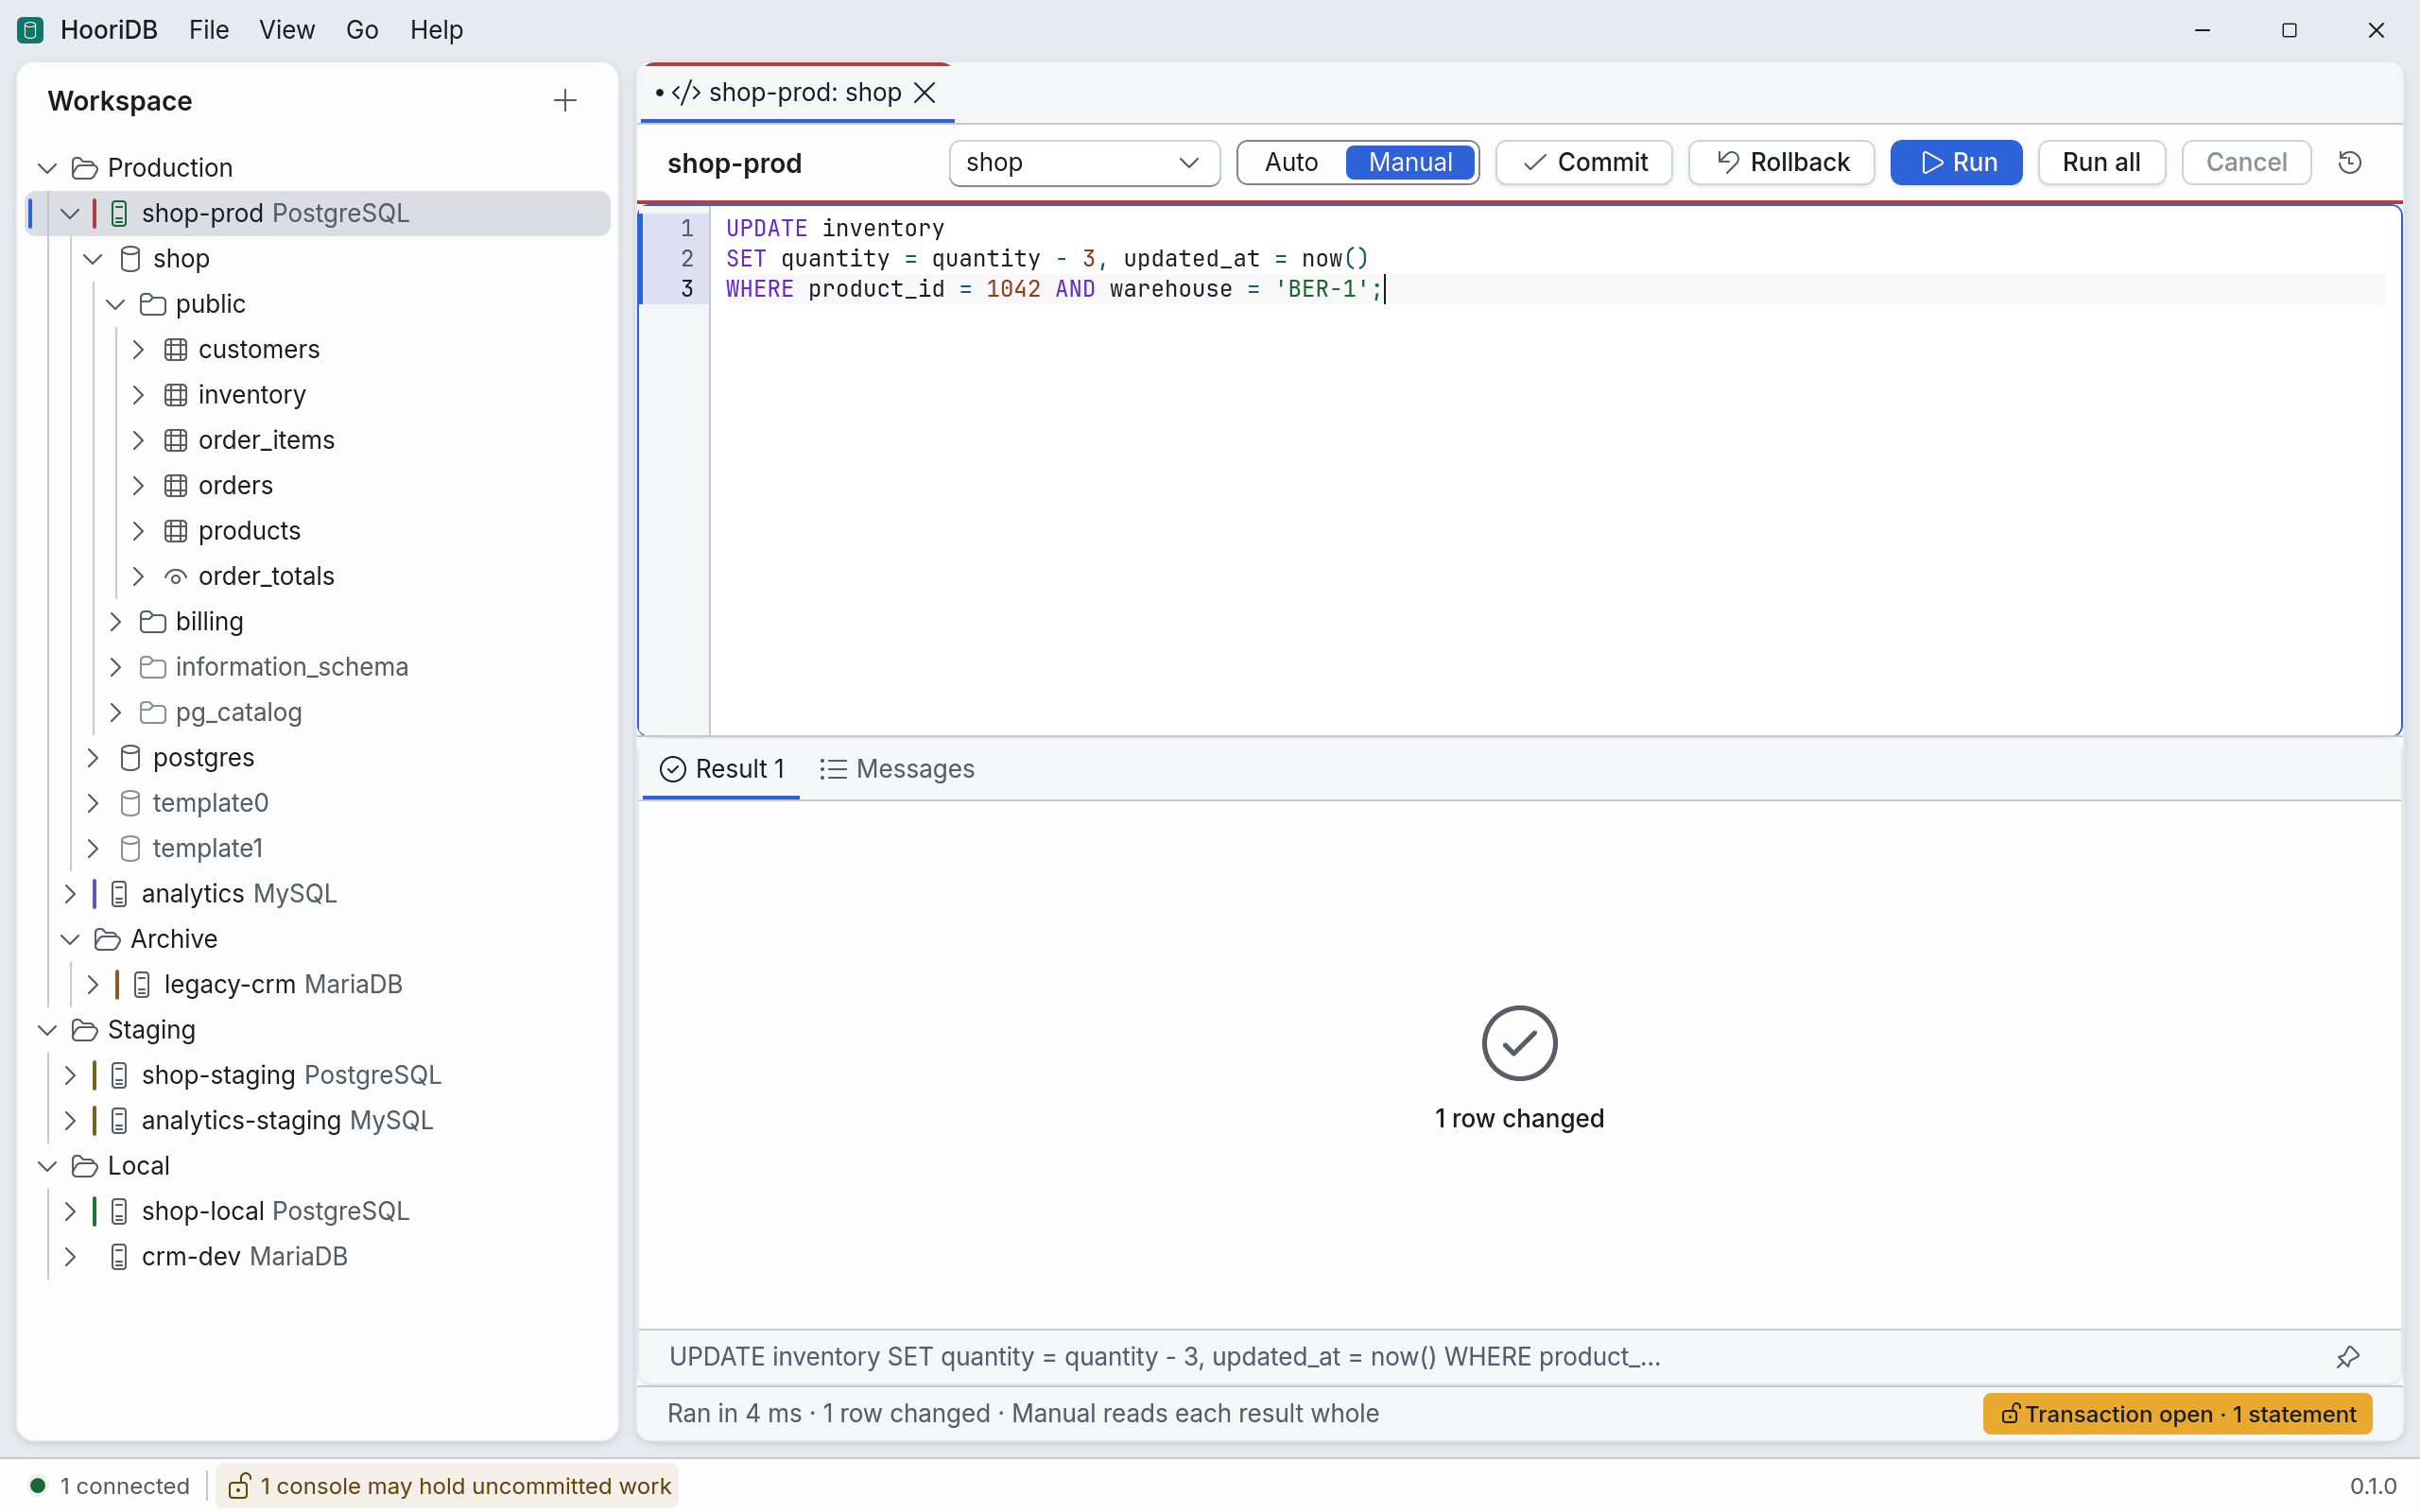 HooriDB File View Go Help
Workspace
Production
shop-prod PostgreSQL
shop
public
customers
inventory
order_items
orders
products
order_totals
billing
information_schema
pg_catalog
postgres
template0
template1
analytics MySQL
Archive
legacy-crm MariaDB
Staging
shop-staging PostgreSQL
analytics-staging MySQL
Local
shop-local PostgreSQL
crm-dev MariaDB
shop-prod: shop
shop-prod shop Auto Manual Commit Rollback Run Run all Cancel
1 UPDATE inventory
2 SET quantity = quantity - 3, updated_at = now()
3 WHERE product_id = 1042 AND warehouse = 'BER-1';
Result 1 Messages
1 row changed
UPDATE inventory SET quantity = quantity - 3, updated_at = now() WHERE product_...
Ran in 4 ms · 1 row changed · Manual reads each result whole Transaction open · 1 statement
1 connected 1 console may hold uncommitted work 0.1.0